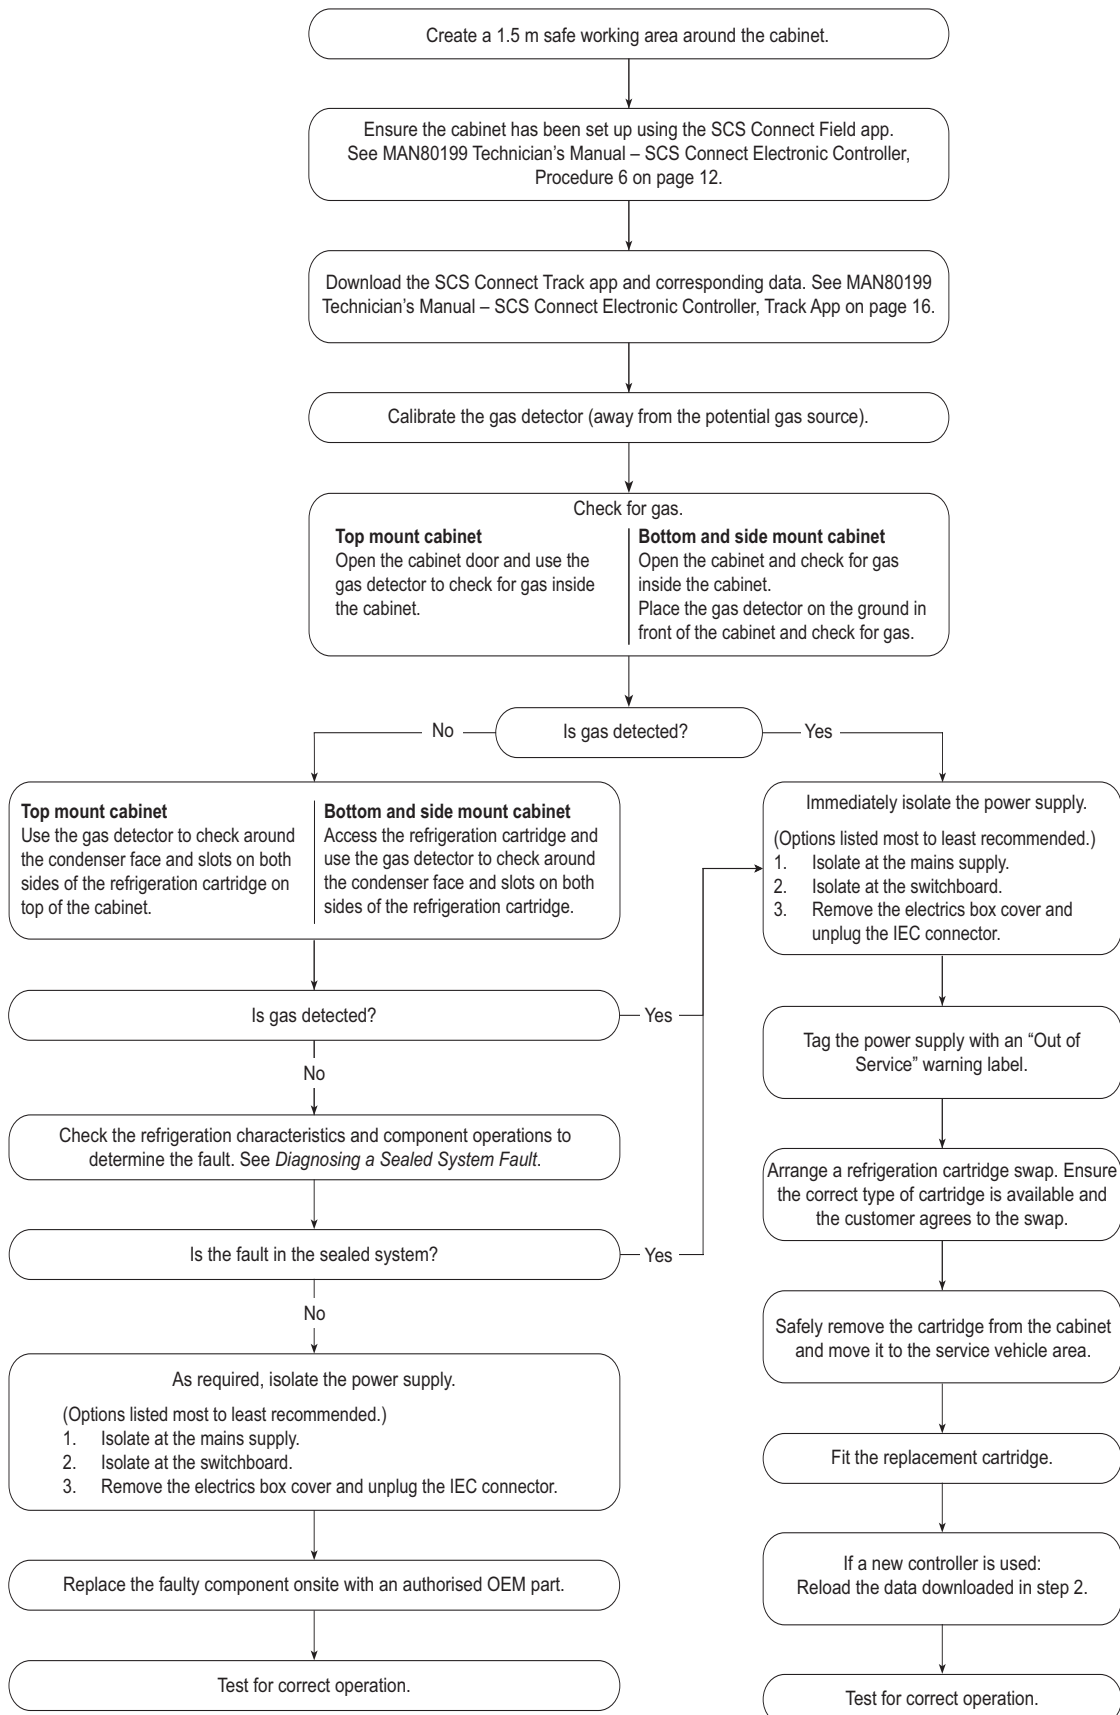 Create a 1.5 m safe working area around the cabinet.
Ensure the cabinet has been set up using the SCS Connect Field app.
See MAN80199 Technician’s Manual – SCS Connect Electronic Controller,
Procedure 6 on page 12.
Download the SCS Connect Track app and corresponding data. See MAN80199
Technician’s Manual – SCS Connect Electronic Controller, Track App on page 16.
Calibrate the gas detector (away from the potential gas source).
Check for gas.
Top mount cabinet
Open the cabinet door and use the
gas detector to check for gas inside
the cabinet.
Bottom and side mount cabinet
Open the cabinet and check for gas
inside the cabinet.
Place the gas detector on the ground in
front of the cabinet and check for gas.
Is gas detected?
No
Yes
Top mount cabinet
Use the gas detector to check around
the condenser face and slots on both
sides of the refrigeration cartridge on
top of the cabinet.
Bottom and side mount cabinet
Access the refrigeration cartridge and
use the gas detector to check around
the condenser face and slots on both
sides of the refrigeration cartridge.
Is gas detected?
Yes
No
Check the refrigeration characteristics and component operations to
determine the fault. See Diagnosing a Sealed System Fault.
Is the fault in the sealed system?
Yes
No
As required, isolate the power supply.
(Options listed most to least recommended.)
1. Isolate at the mains supply.
2. Isolate at the switchboard.
3. Remove the electrics box cover and unplug the IEC connector.
Replace the faulty component onsite with an authorised OEM part.
Test for correct operation.
Immediately isolate the power supply.
(Options listed most to least recommended.)
1. Isolate at the mains supply.
2. Isolate at the switchboard.
3. Remove the electrics box cover and
unplug the IEC connector.
Tag the power supply with an “Out of
Service” warning label.
Arrange a refrigeration cartridge swap. Ensure
the correct type of cartridge is available and
the customer agrees to the swap.
Safely remove the cartridge from the cabinet
and move it to the service vehicle area.
Fit the replacement cartridge.
If a new controller is used:
Reload the data downloaded in step 2.
Test for correct operation.